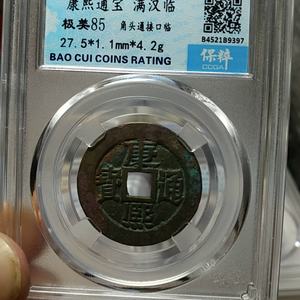 康熙通宝 满汉临
极美85 角头通接口临
27.5*1.1mm*4.2g
BAO CUI COINS RATING
B4521B9397
保粹
CCGA
康熙通寶